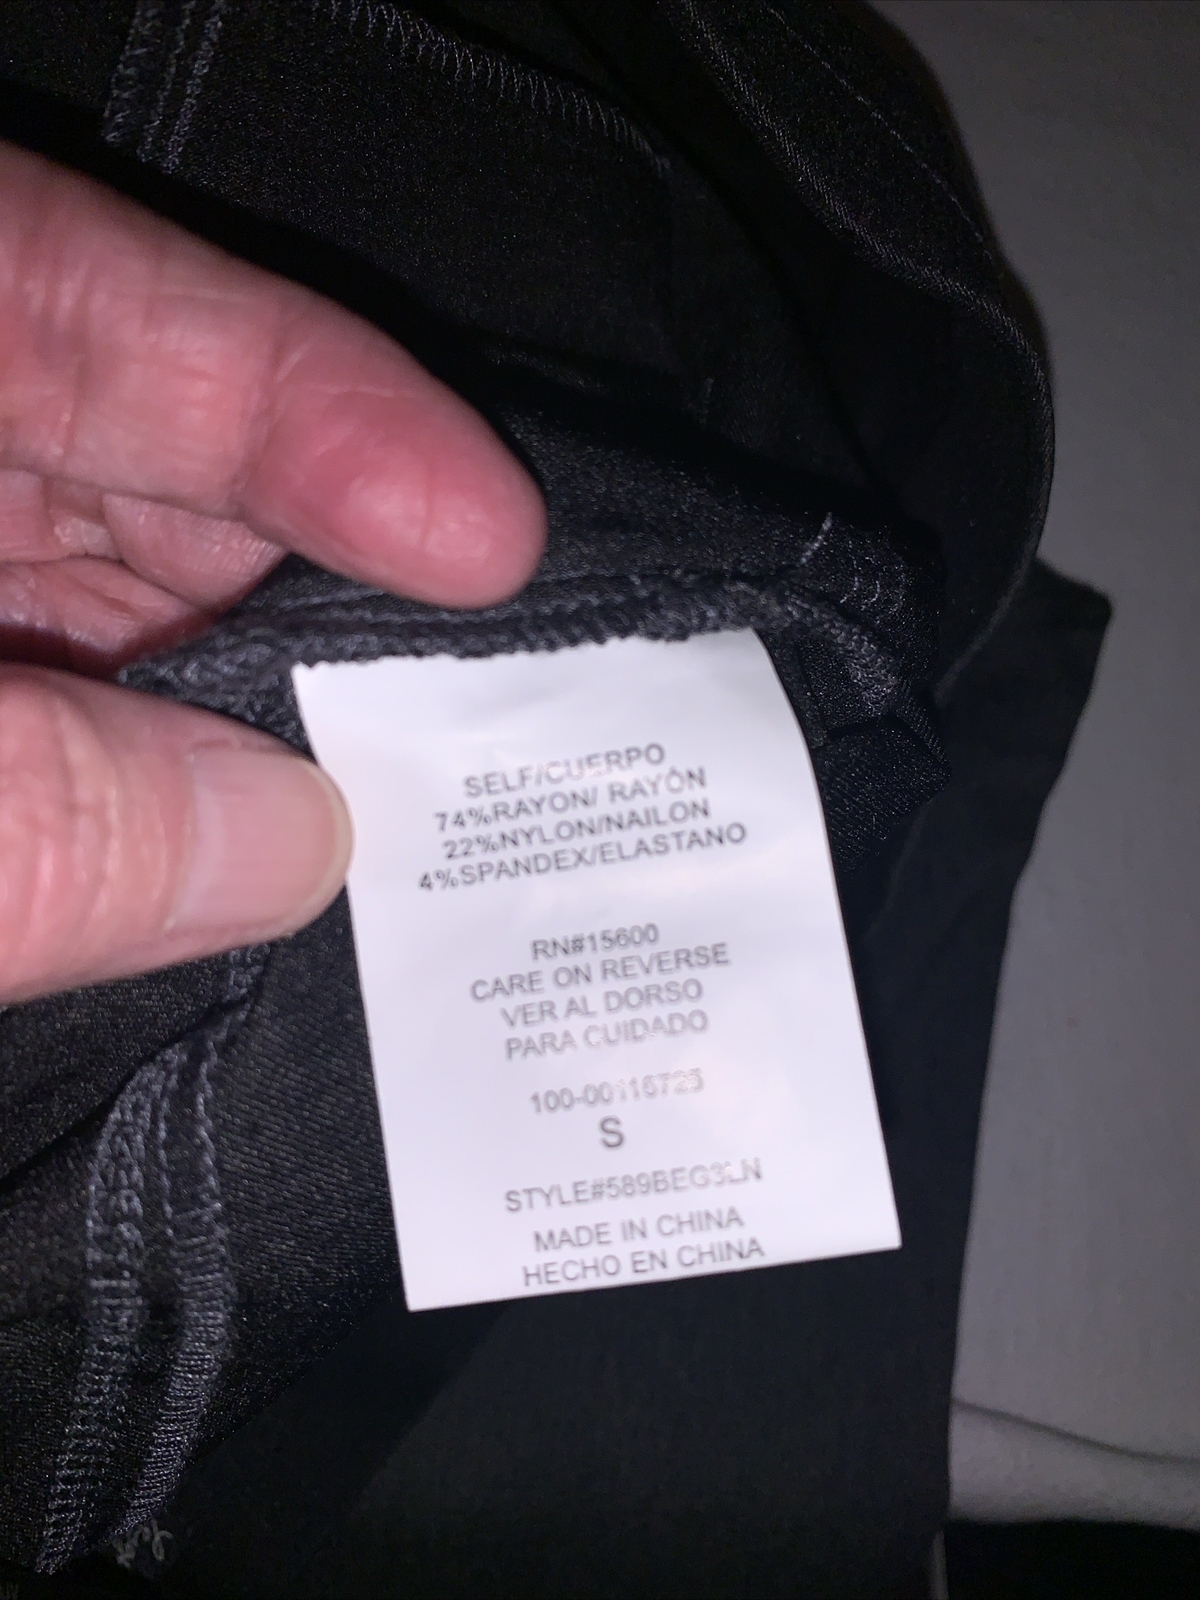 SELF/CUERPO
74%RAYON/ RAYÓN
22%NYLON/NAILON
4%SPANDEX/ELASTANO
RN#15600
CARE ON REVERSE
VER AL DORSO
PARA CUIDADO
100-00116725
S
STYLE#589BEG3LN
MADE IN CHINA
HECHO EN CHINA